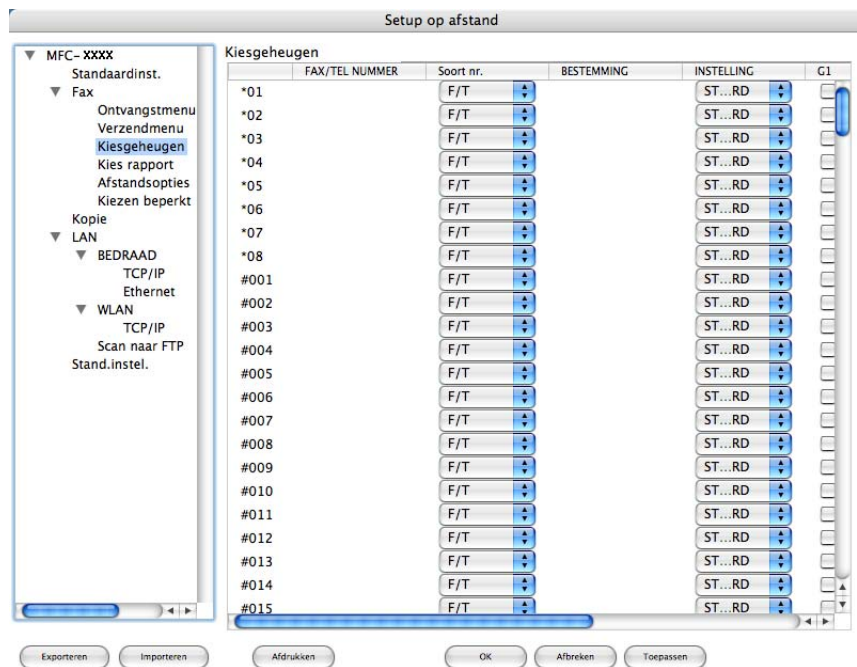 Setup op afstand
MFC-XXXX
Standaardinst.
Fax
Ontvangstmenu
Verzendmenu
Kiesgeheugen
Kies rapport
Afstandsopties
Kiezen beperkt
Kopie
LAN
BEDRAAD
TCP/IP
Ethernet
WLAN
TCP/IP
Scan naar FTP
Stand.instel.
Kiesgeheugen
FAX/TEL NUMMER Soort nr. BESTEMMING INSTELLING G1
*01 F/T ST...RD
*02 F/T ST...RD
*03 F/T ST...RD
*04 F/T ST...RD
*05 F/T ST...RD
*06 F/T ST...RD
*07 F/T ST...RD
*08 F/T ST...RD
#001 F/T ST...RD
#002 F/T ST...RD
#003 F/T ST...RD
#004 F/T ST...RD
#005 F/T ST...RD
#006 F/T ST...RD
#007 F/T ST...RD
#008 F/T ST...RD
#009 F/T ST...RD
#010 F/T ST...RD
#011 F/T ST...RD
#012 F/T ST...RD
#013 F/T ST...RD
#014 F/T ST...RD
#015 F/T ST...RD
Exporteren Importeren Afdrukken OK Afbreken Toepassen